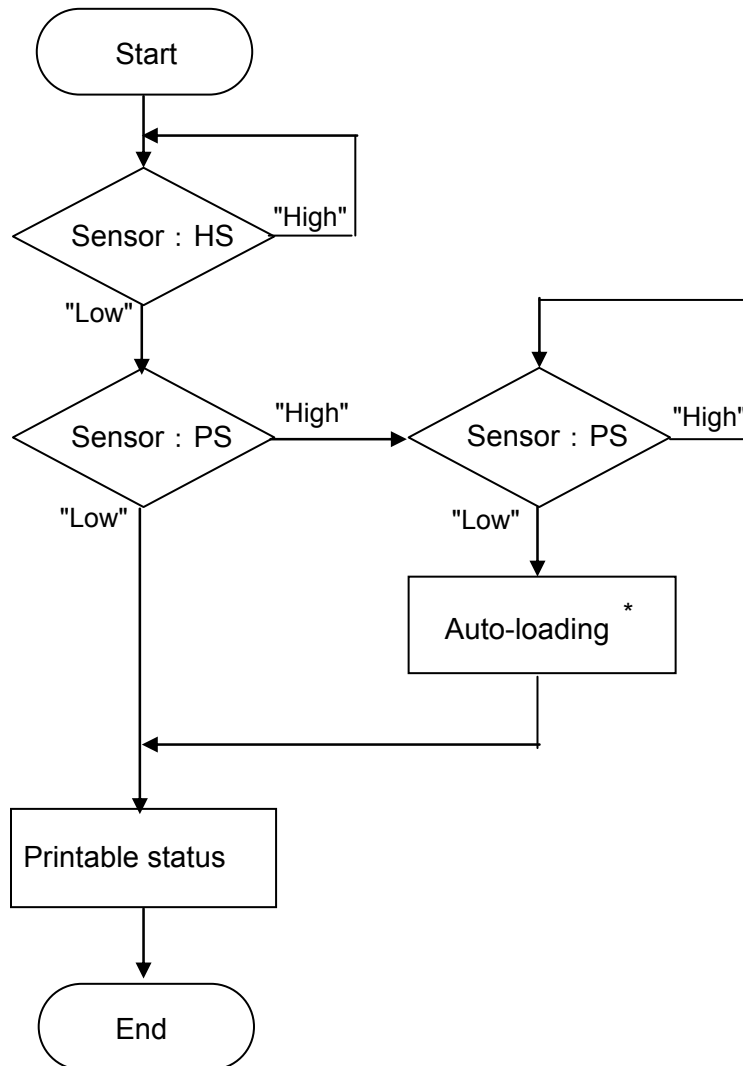 Start
"High"
Sensor : HS
"Low"
"High"
"High"
Sensor : PS
Sensor : PS
"Low"
"Low"
Auto-loading *
Printable status
End